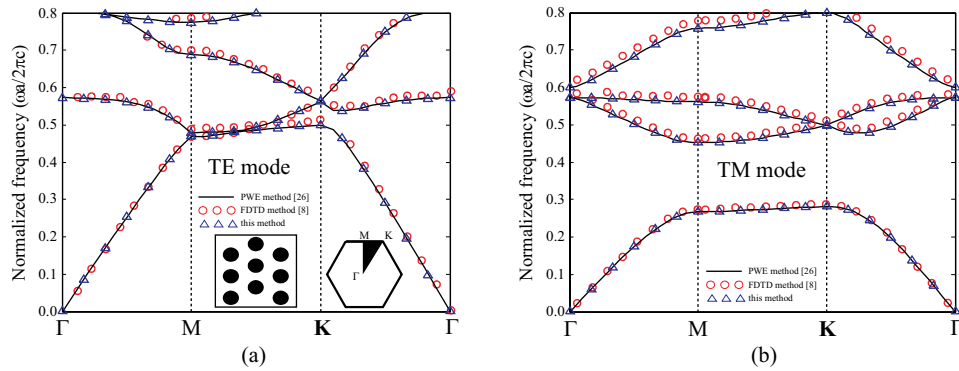 Normalized frequency (ωa/2πc)
0.8
0.7
0.6
0.5
0.4
0.3
0.2
0.1
0.0
TE mode
PWE method [26]
FDTD method [8]
this method
M K
Γ
Γ M K Γ
(a)
Normalized frequency (ωa/2πc)
0.8
0.7
0.6
0.5
0.4
0.3
0.2
0.1
0.0
TM mode
PWE method [26]
FDTD method [8]
this method
Γ M K Γ
(b)